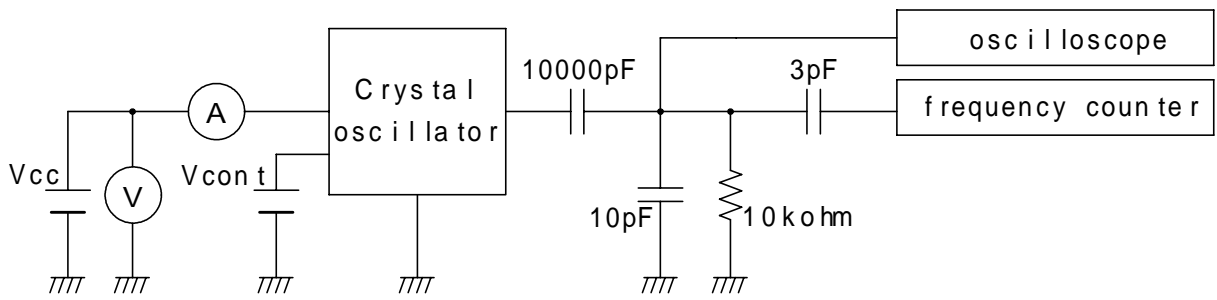 oscilloscope
10000pF
3pF
frequency counter
Crystal
oscillator
A
Vcc
V
Vcont
10pF
10kohm